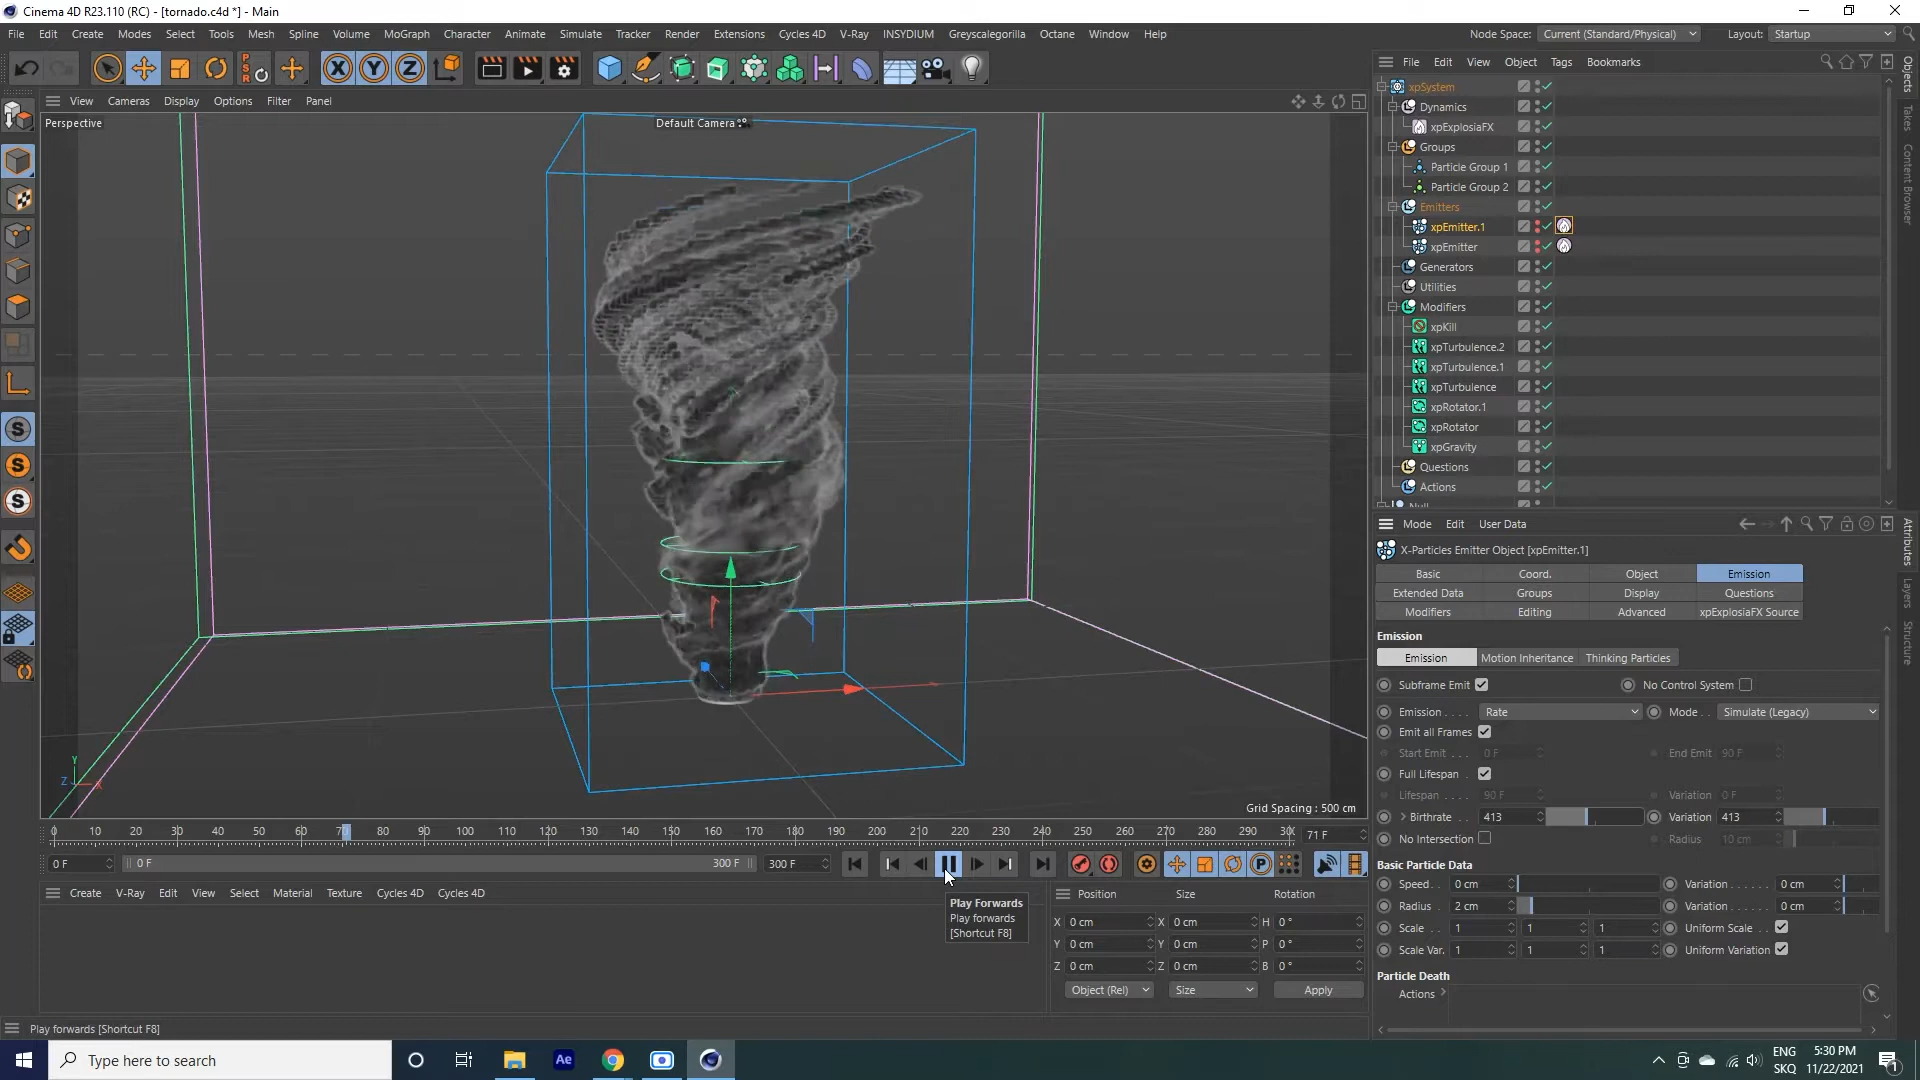 Cinema 4D R23.110 (RC) - [tornado.c4d *] - Main
File Edit Create Modes Select Tools Mesh Spline Volume MoGraph Character Animate Simulate Tracker Render Extensions Cycles 4D V-Ray INSYDIUM Greyscalegorilla Octane Window Help
Node Space: Current (Standard/Physical) Layout: Startup
X Y Z
PSR
File Edit View Object Tags Bookmarks
View Cameras Display Options Filter Panel
Perspective
Default Camera
xpSystem
Dynamics
xpExplosiaFX
Groups
Particle Group 1
Particle Group 2
Emitters
xpEmitter.1
xpEmitter
Generators
Utilities
Modifiers
xpKill
xpTurbulence.2
xpTurbulence.1
xpTurbulence
xpRotator.1
xpRotator
xpGravity
Questions
Actions
Null
Objects
Takes
Content Browser
S
S
S
Y
Z
X
Grid Spacing : 500 cm
Mode Edit User Data
X-Particles Emitter Object [xpEmitter.1]
Basic Coord. Object Emission
Extended Data Groups Display Questions
Modifiers Editing Advanced xpExplosiaFX Source
Emission
Emission Motion Inheritance Thinking Particles
Subframe Emit No Control System
Emission . . . . Rate Mode . . Simulate (Legacy)
Emit all Frames
Start Emit . . 0 F End Emit 90 F
Full Lifespan .
Lifespan . . . . 90 F Variation 0 F
Birthrate . . 413 Variation 413
No Intersection Radius . 10 cm
Basic Particle Data
Speed. . 0 cm Variation . . . . . . 0 cm
Radius . 2 cm Variation . . . . . . 0 cm
Scale . . 1 1 1 Uniform Scale .
Scale Var. 1 1 1 Uniform Variation
Particle Death
Actions
Attributes
Layers
Structure
0 10 20 30 40 50 60 70 80 90 100 110 120 130 140 150 160 170 180 190 200 210 220 230 240 250 260 270 280 290 30 71 F
0 F 0 F 300 F 300 F
P
Create V-Ray Edit View Select Material Texture Cycles 4D Cycles 4D
Play Forwards
Play forwards
[Shortcut F8]
Position Size Rotation
X 0 cm X 0 cm H 0 °
Y 0 cm Y 0 cm P 0 °
Z 0 cm Z 0 cm B 0 °
Object (Rel) Size Apply
Play forwards [Shortcut F8]
Type here to search
Ae
ENG
SKQ
5:30 PM
11/22/2021
1